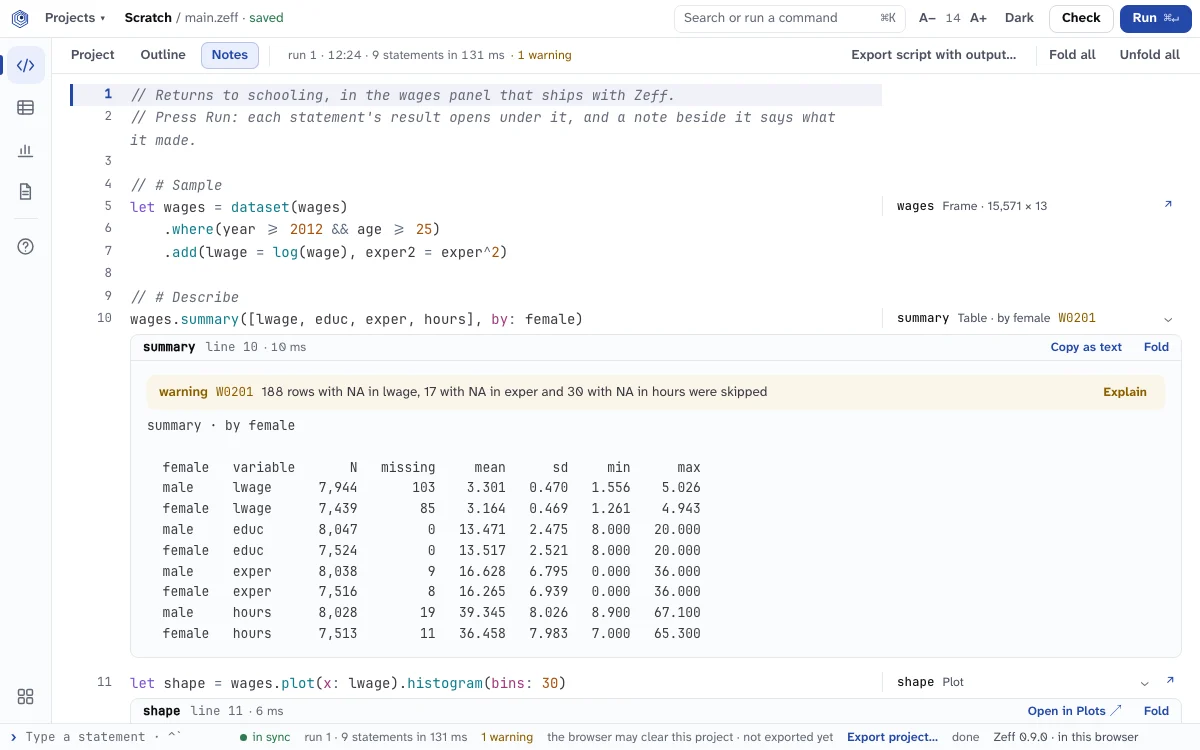 Projects ▾ Scratch / main.zeff · saved Search or run a command ⌘K A– 14 A+ Dark Check Run ⌘↵
Project Outline Notes run 1 · 12:24 · 9 statements in 131 ms · 1 warning Export script with output... Fold all Unfold all
1 // Returns to schooling, in the wages panel that ships with Zeff.
2 // Press Run: each statement's result opens under it, and a note beside it says what
it made.
3
4 // # Sample
5 let wages = dataset(wages) wages Frame · 15,571 × 13 ↗
6 .where(year ⩾ 2012 && age ⩾ 25)
7 .add(lwage = log(wage), exper2 = exper^2)
8
9 // # Describe
10 wages.summary([lwage, educ, exper, hours], by: female) summary Table · by female W0201
summary line 10 · 10 ms Copy as text Fold
warning W0201 188 rows with NA in lwage, 17 with NA in exper and 30 with NA in hours were skipped Explain
summary · by female
female variable N missing mean sd min max
male lwage 7,944 103 3.301 0.470 1.556 5.026
female lwage 7,439 85 3.164 0.469 1.261 4.943
male educ 8,047 0 13.471 2.475 8.000 20.000
female educ 7,524 0 13.517 2.521 8.000 20.000
male exper 8,038 9 16.628 6.795 0.000 36.000
female exper 7,516 8 16.265 6.939 0.000 36.000
male hours 8,028 19 39.345 8.026 8.900 67.100
female hours 7,513 11 36.458 7.983 7.000 65.300
11 let shape = wages.plot(x: lwage).histogram(bins: 30) shape Plot ↗
shape line 11 · 6 ms Open in Plots ↗ Fold
› Type a statement · ^` ● in sync run 1 · 9 statements in 131 ms 1 warning the browser may clear this project · not exported yet Export project... done Zeff 0.9.0 · in this browser